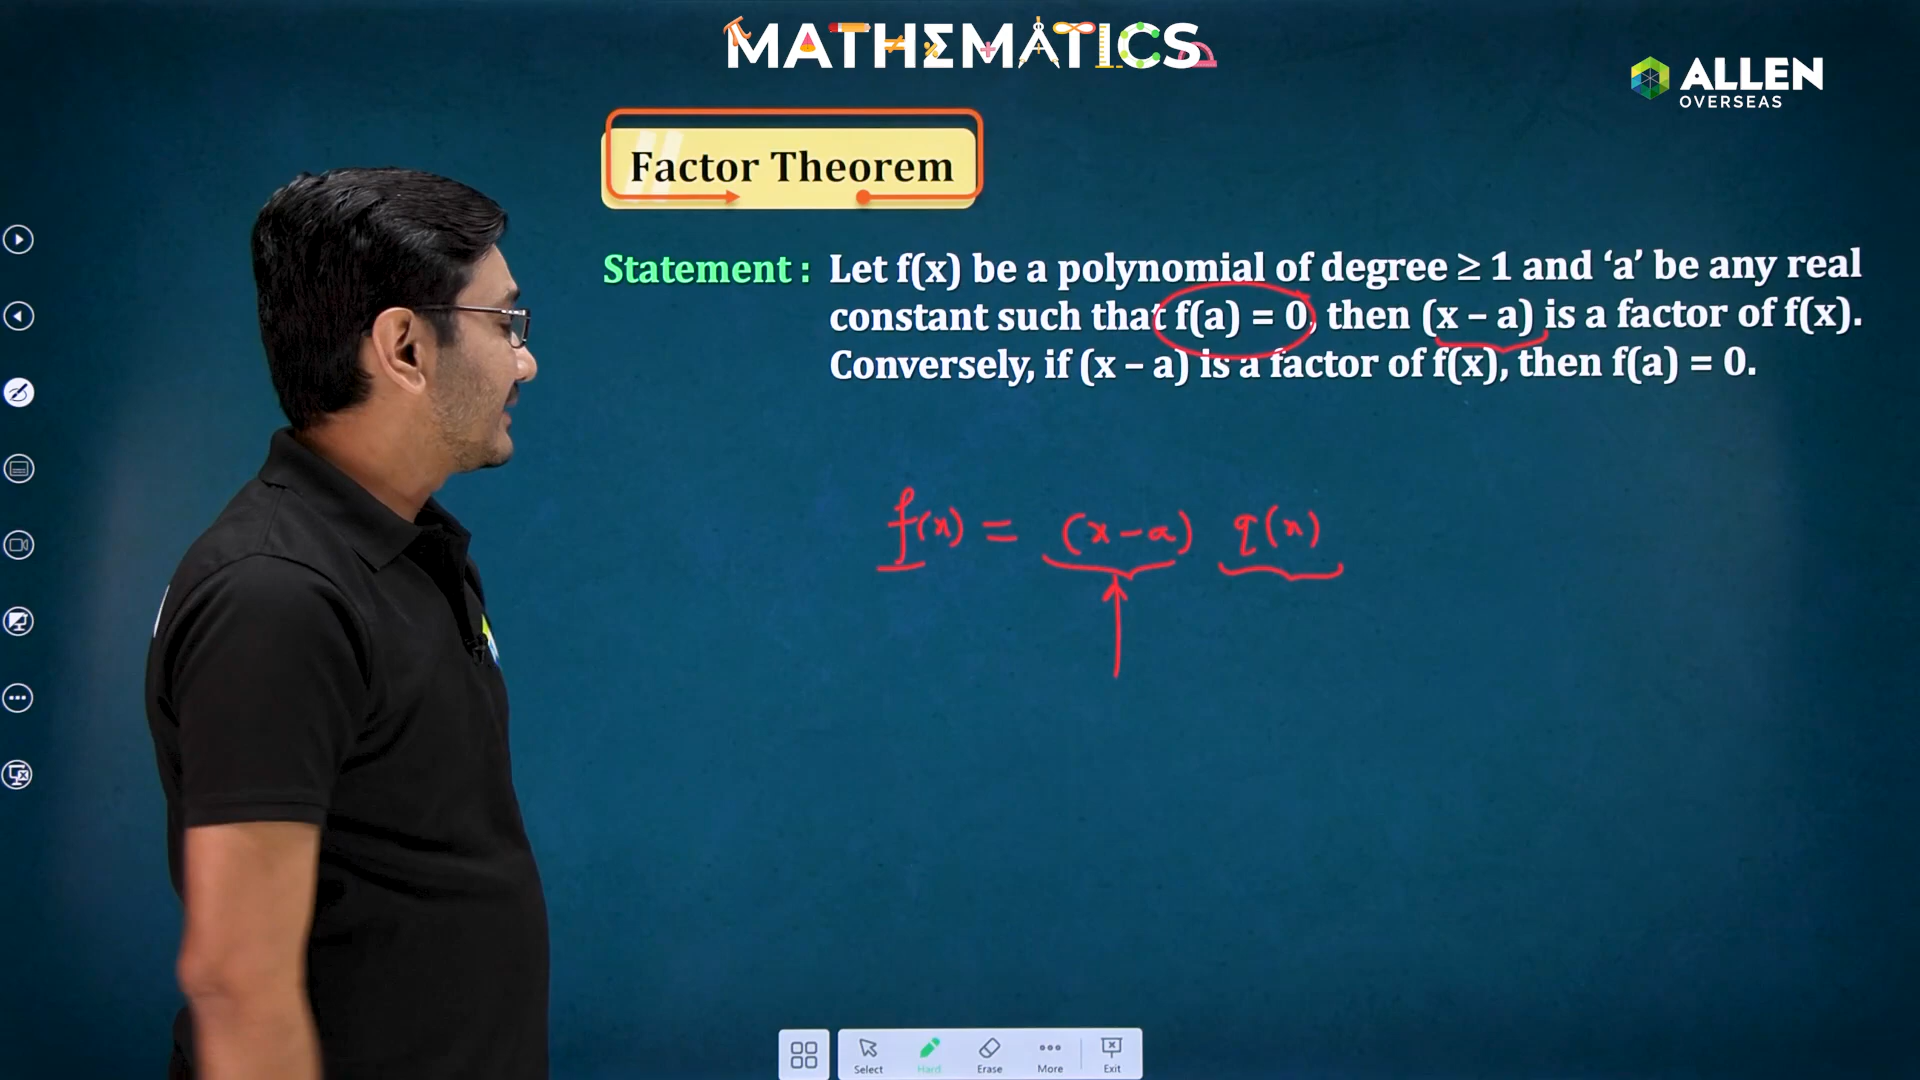 MATHEMATICS
ALLEN
OVERSEAS
Factor Theorem
Statement : Let f(x) be a polynomial of degree ≥ 1 and ‘a’ be any real
constant such that f(a) = 0, then (x – a) is a factor of f(x).
Conversely, if (x – a) is a factor of f(x), then f(a) = 0.
f(x) = (x-a) q(x)
Select Hard Erase More Exit